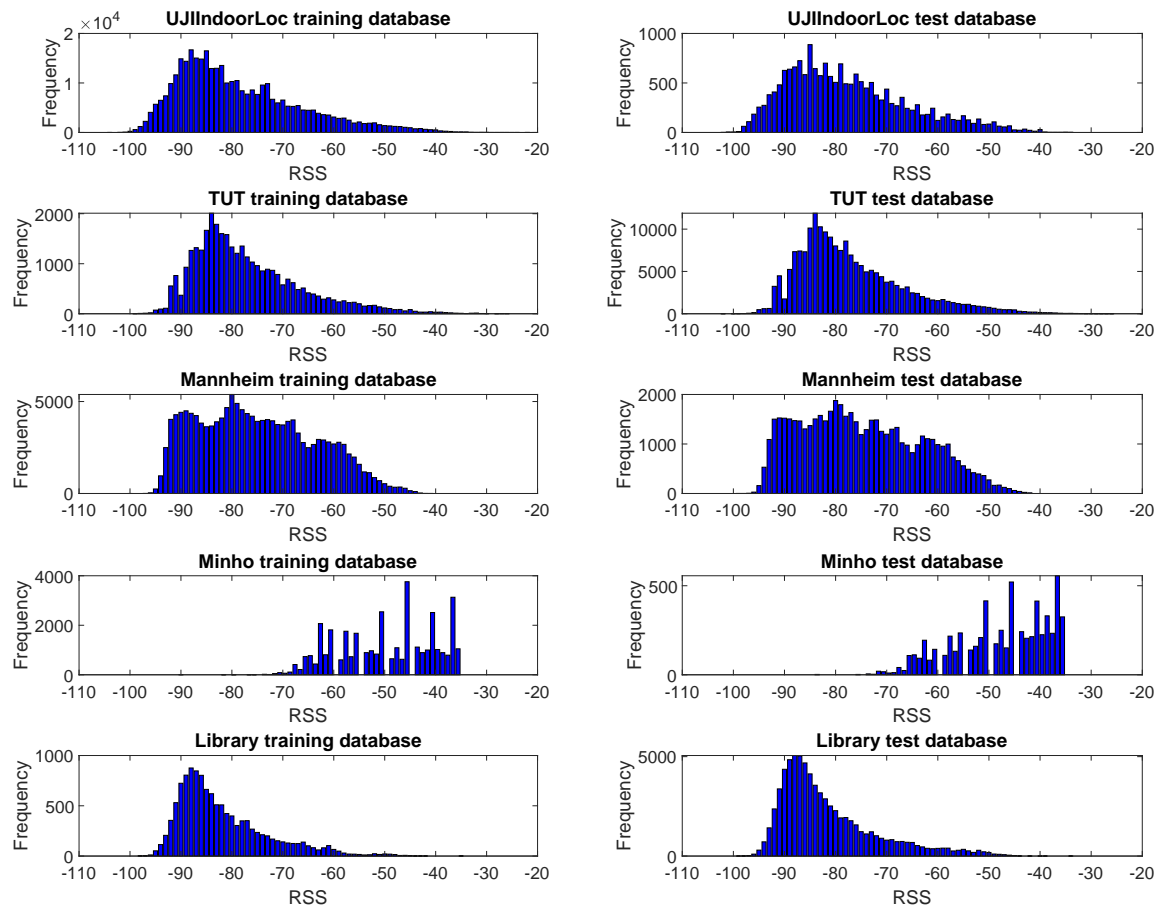 UJIIndoorLoc training database
×10⁴
Frequency
2
1
0
-110 -100 -90 -80 -70 -60 -50 -40 -30 -20
RSS
UJIIndoorLoc test database
Frequency
1000
500
0
-110 -100 -90 -80 -70 -60 -50 -40 -30 -20
RSS
TUT training database
Frequency
2000
1000
0
-110 -100 -90 -80 -70 -60 -50 -40 -30 -20
RSS
TUT test database
Frequency
10000
5000
0
-110 -100 -90 -80 -70 -60 -50 -40 -30 -20
RSS
Mannheim training database
Frequency
5000
0
-110 -100 -90 -80 -70 -60 -50 -40 -30 -20
RSS
Mannheim test database
Frequency
2000
1000
0
-110 -100 -90 -80 -70 -60 -50 -40 -30 -20
RSS
Minho training database
Frequency
4000
2000
0
-110 -100 -90 -80 -70 -60 -50 -40 -30 -20
RSS
Minho test database
Frequency
500
0
-110 -100 -90 -80 -70 -60 -50 -40 -30 -20
RSS
Library training database
Frequency
1000
500
0
-110 -100 -90 -80 -70 -60 -50 -40 -30 -20
RSS
Library test database
Frequency
5000
0
-110 -100 -90 -80 -70 -60 -50 -40 -30 -20
RSS